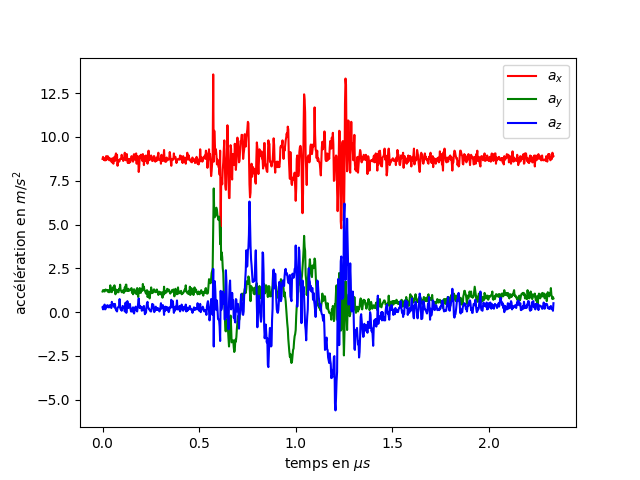 a_x
a_y
a_z
12.5
10.0
7.5
5.0
2.5
0.0
−2.5
−5.0
accélération en m/s²
0.0 0.5 1.0 1.5 2.0
temps en μs